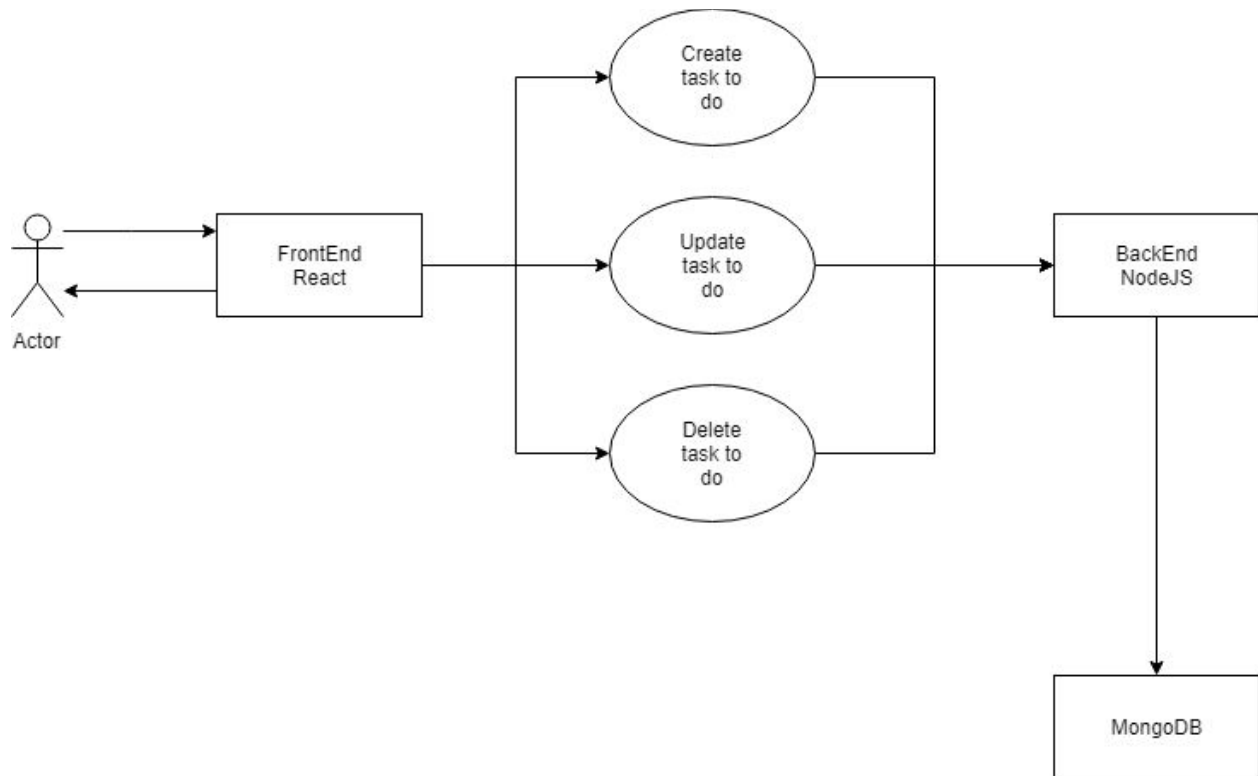 Create
task to
do
Actor
FrontEnd
React
Update
task to
do
BackEnd
NodeJS
Delete
task to
do
MongoDB